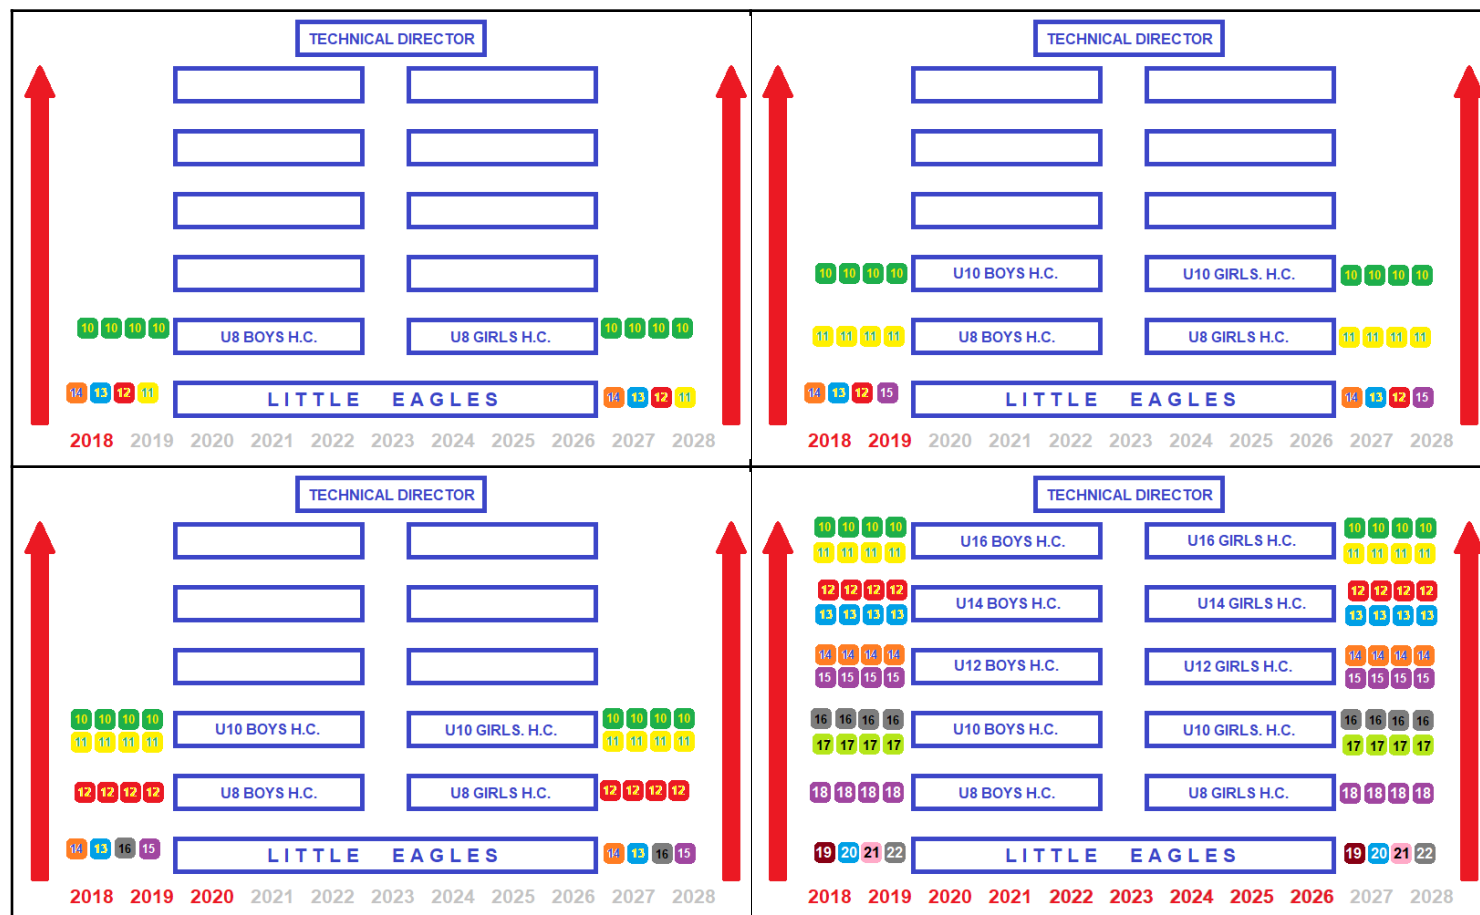 TECHNICAL DIRECTOR
10 10 10 10 U8 BOYS H.C. U8 GIRLS H.C. 10 10 10 10
14 13 12 11 LITTLE EAGLES 14 13 12 11
2018 2019 2020 2021 2022 2023 2024 2025 2026 2027 2028
TECHNICAL DIRECTOR
10 10 10 10 U10 BOYS H.C. U10 GIRLS. H.C. 10 10 10 10
11 11 11 11 U8 BOYS H.C. U8 GIRLS H.C. 11 11 11 11
14 13 12 15 LITTLE EAGLES 14 13 12 15
2018 2019 2020 2021 2022 2023 2024 2025 2026 2027 2028
TECHNICAL DIRECTOR
10 10 10 10 U10 BOYS H.C. U10 GIRLS. H.C. 10 10 10 10
11 11 11 11 11 11 11 11
12 12 12 12 U8 BOYS H.C. U8 GIRLS H.C. 12 12 12 12
14 13 16 15 LITTLE EAGLES 14 13 16 15
2018 2019 2020 2021 2022 2023 2024 2025 2026 2027 2028
TECHNICAL DIRECTOR
10 10 10 10 U16 BOYS H.C. U16 GIRLS H.C. 10 10 10 10
11 11 11 11 11 11 11 11
12 12 12 12 U14 BOYS H.C. U14 GIRLS H.C. 12 12 12 12
13 13 13 13 13 13 13 13
14 14 14 14 U12 BOYS H.C. U12 GIRLS H.C. 14 14 14 14
15 15 15 15 15 15 15 15
16 16 16 16 U10 BOYS H.C. U10 GIRLS. H.C. 16 16 16 16
17 17 17 17 17 17 17 17
18 18 18 18 U8 BOYS H.C. U8 GIRLS H.C. 18 18 18 18
19 20 21 22 LITTLE EAGLES 19 20 21 22
2018 2019 2020 2021 2022 2023 2024 2025 2026 2027 2028